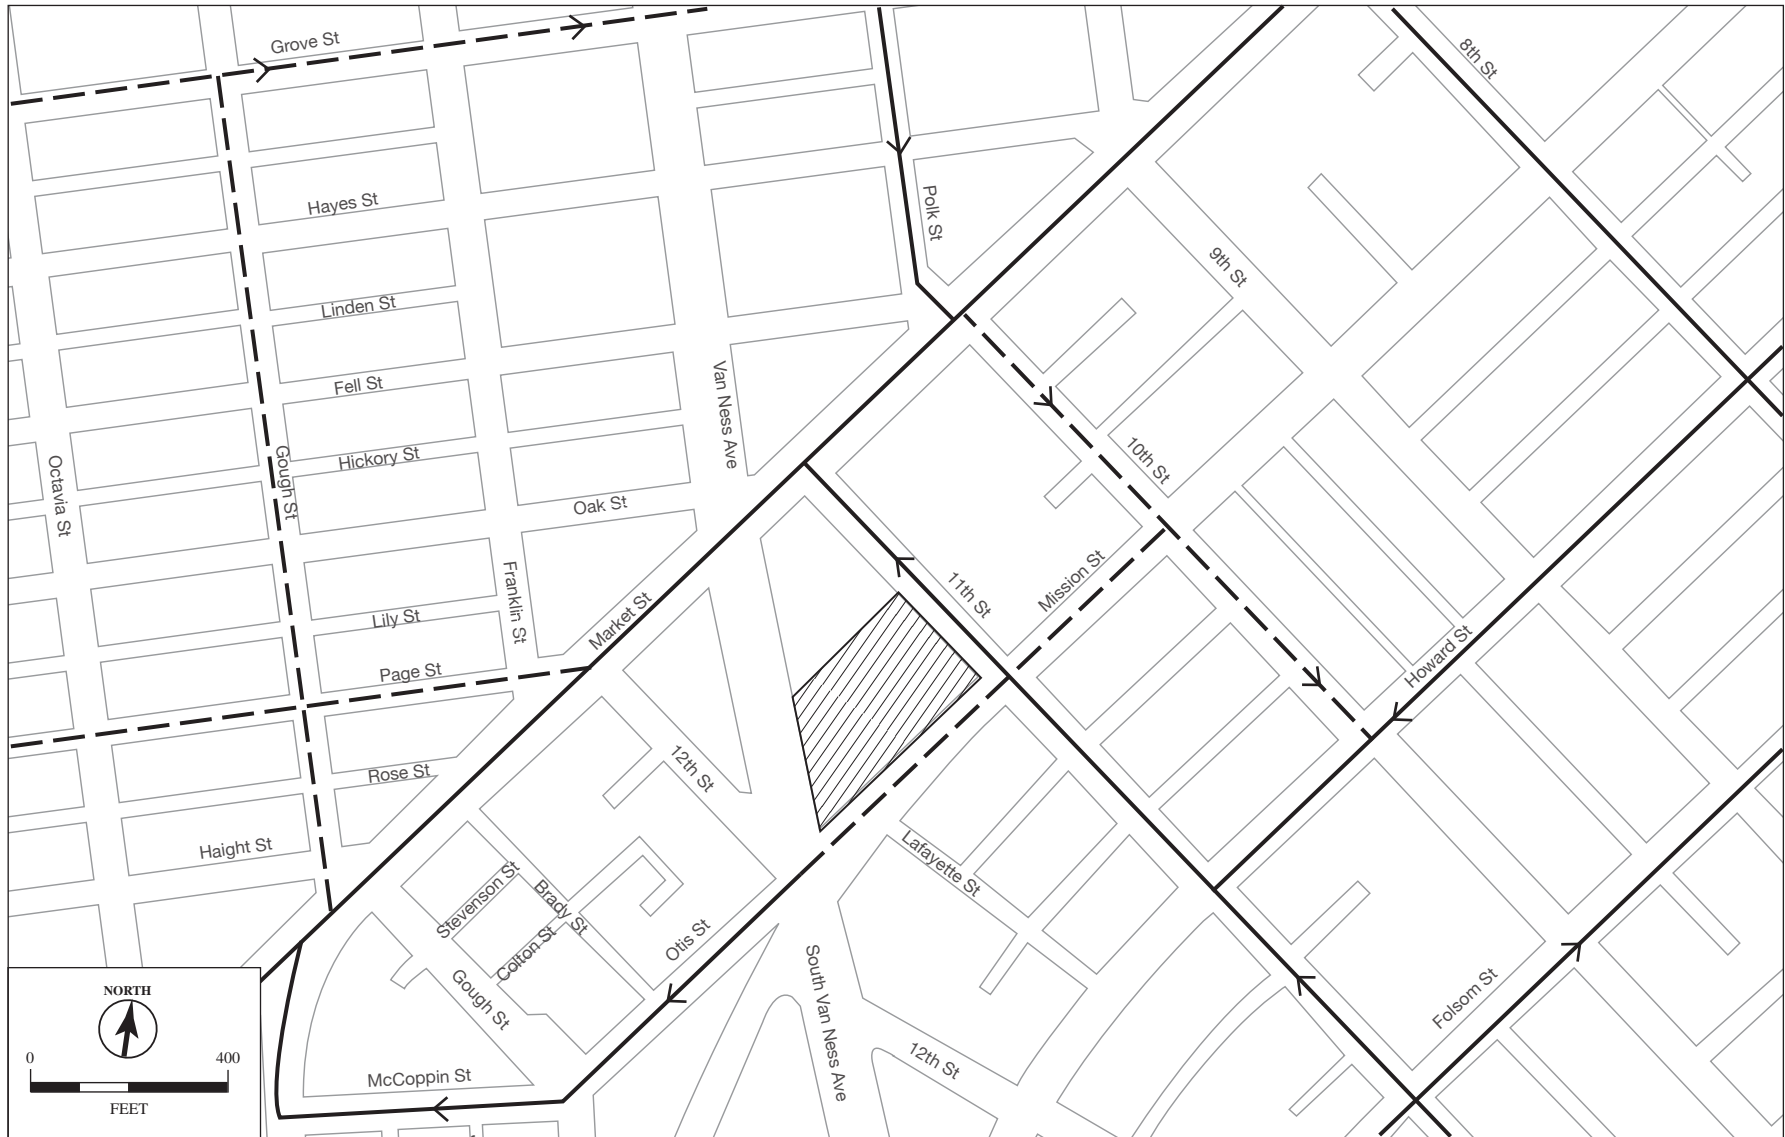 Grove St
8th St
Hayes St
Polk St
9th St
Linden St
Fell St
Van Ness Ave
Gough St
Hickory St
10th St
Octavia St
Oak St
Franklin St
Mission St
11th St
Lily St
Market St
Howard St
Page St
12th St
Rose St
Haight St
Lafayette St
Stevenson St
Brady St
Colton St
Otis St
Gough St
South Van Ness Ave
Folsom St
12th St
McCoppin St
NORTH
0 400
FEET